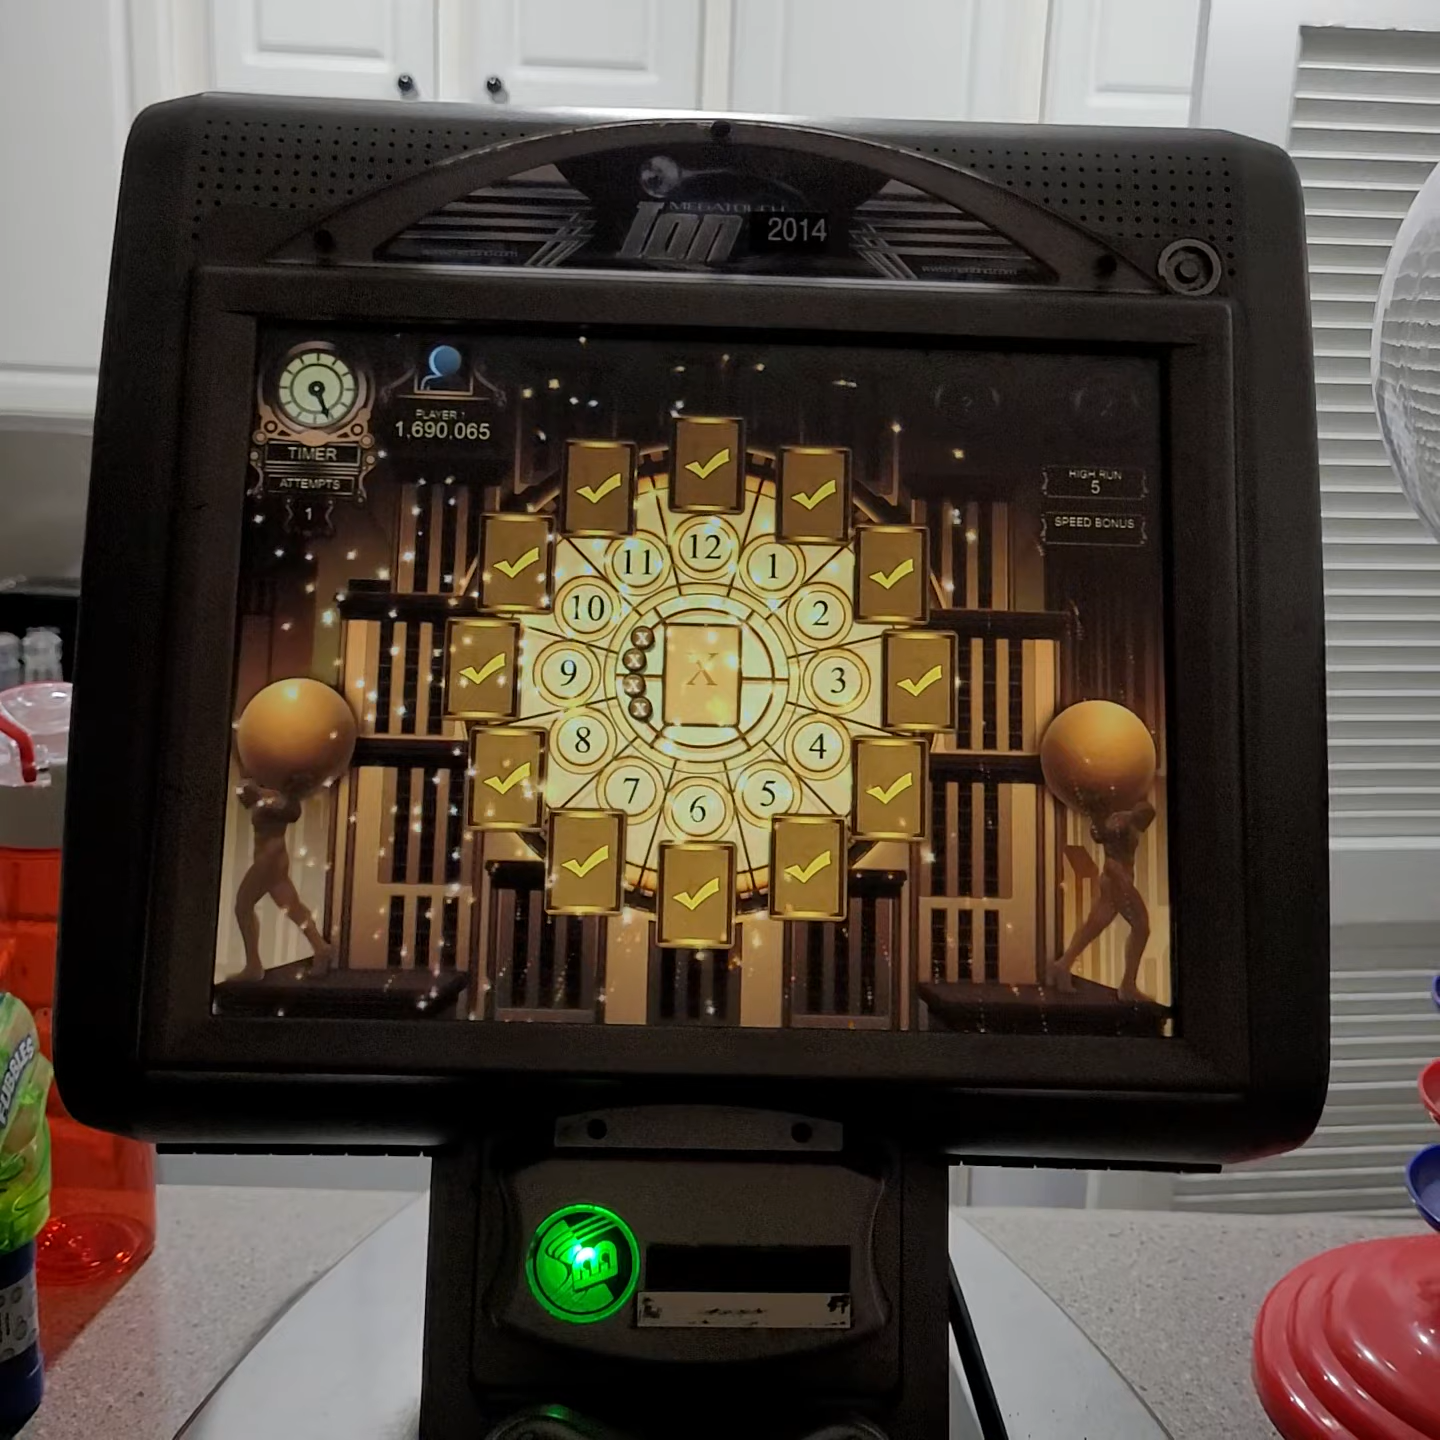 MEGATOUCH
Ion 2014
PLAYER 1
1,690,065
TIMER
ATTEMPTS
1
HIGH RUN
5
SPEED BONUS
12
11
1
10
2
9
X
3
8
4
7
5
6
X
X
X
X
BUBBLES